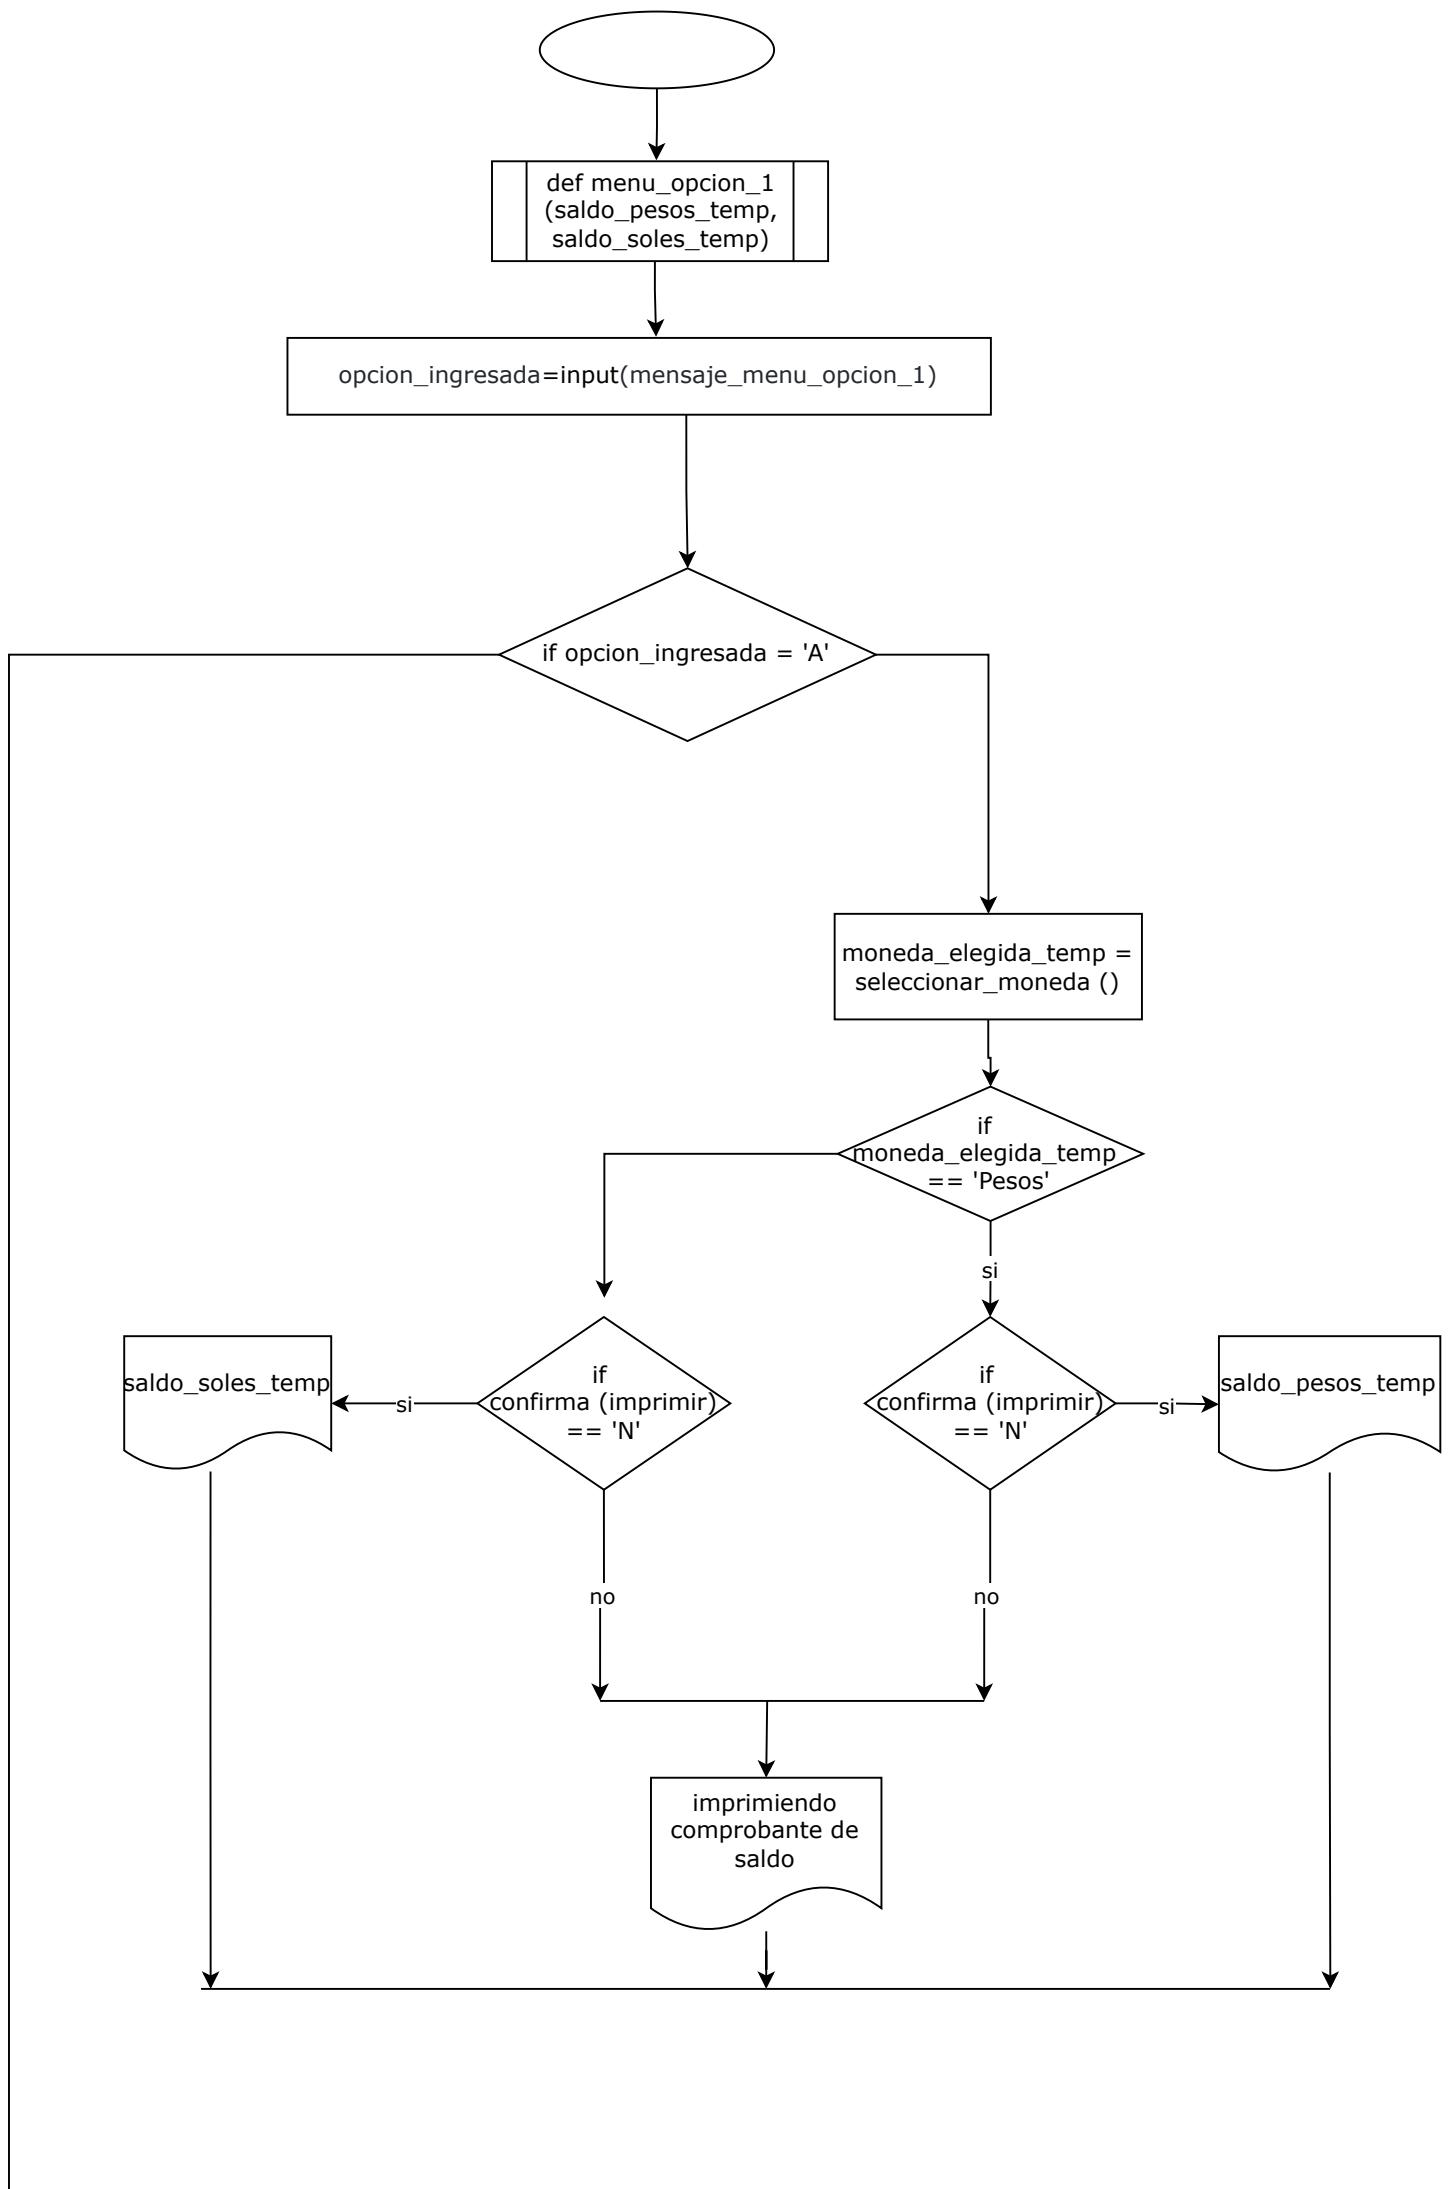 def menu_opcion_1
(saldo_pesos_temp,
saldo_soles_temp)
opcion_ingresada=input(mensaje_menu_opcion_1)
if opcion_ingresada = 'A'
moneda_elegida_temp =
seleccionar_moneda ()
if
moneda_elegida_temp
== 'Pesos'
si
saldo_soles_temp
si
if
confirma (imprimir)
== 'N'
if
confirma (imprimir)
== 'N'
si
saldo_pesos_temp
no
no
imprimiendo
comprobante de
saldo